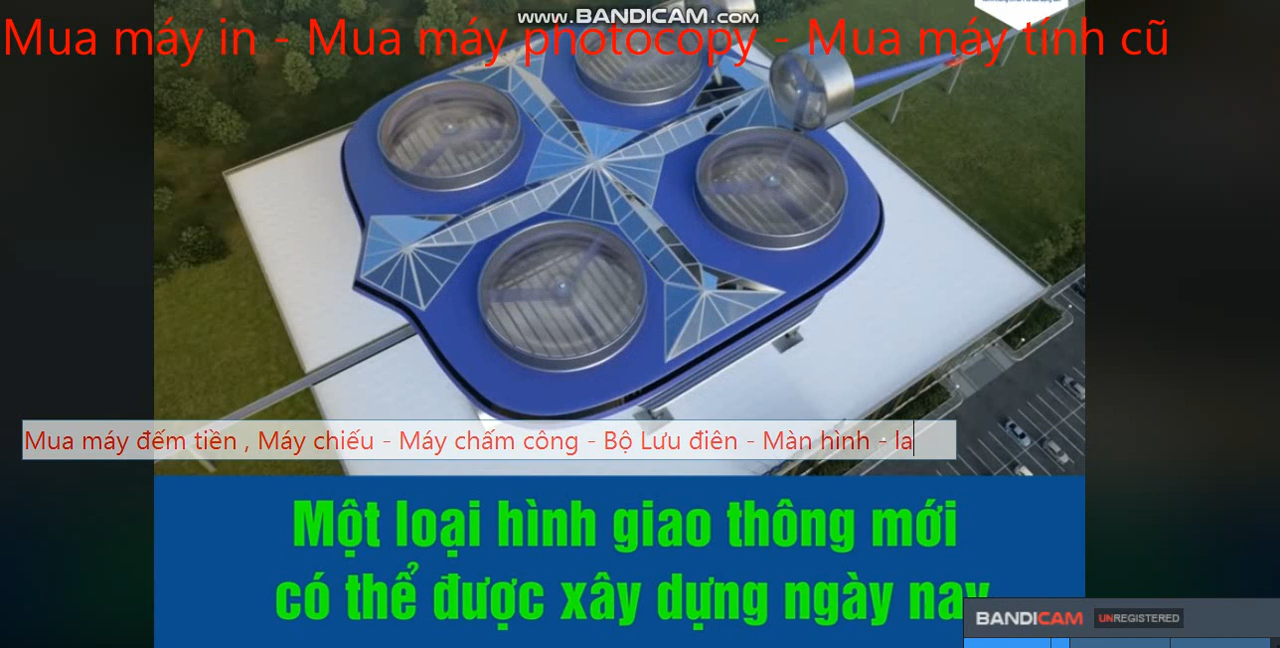 www.BANDICAM.com
Mua máy in - Mua máy photocopy - Mua máy tính cũ
Mua máy đếm tiền , Máy chiếu - Máy chấm công - Bộ Lưu điên - Màn hình - la
Một loại hình giao thông mới
có thể được xây dựng ngày nay
BANDICAM UNREGISTERED